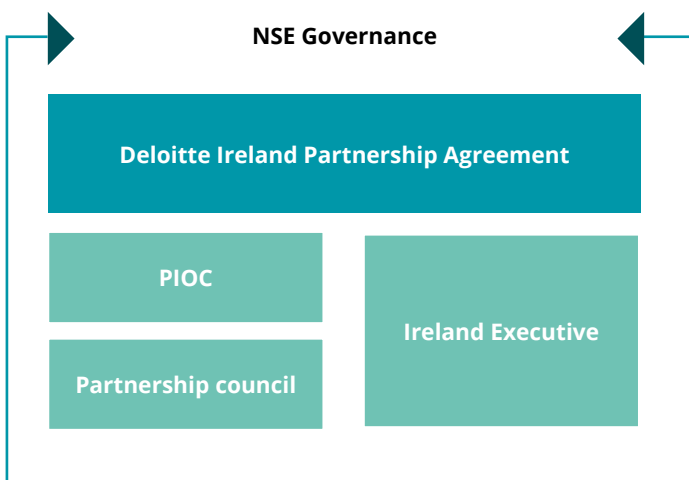 NSE Governance
Deloitte Ireland Partnership Agreement
PIOC
Ireland Executive
Partnership council